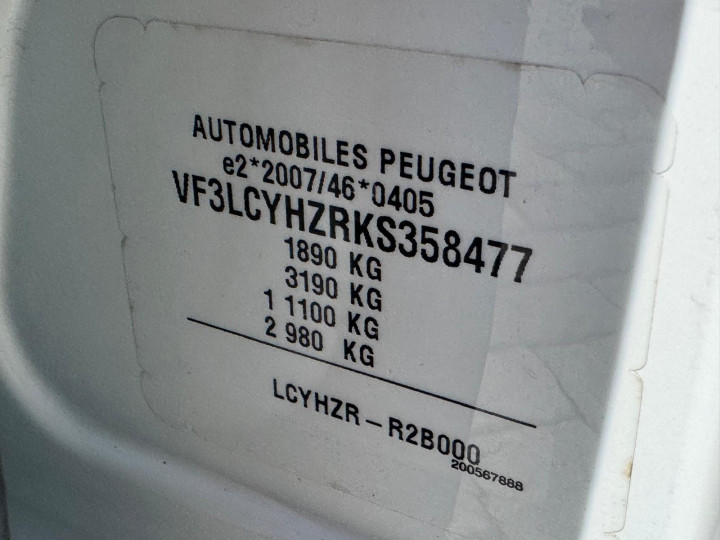 AUTOMOBILES PEUGEOT
e2*2007/46*0405
VF3LCYHZRKS358477
1890 KG
3190 KG
1 1100 KG
2 980 KG
LCYHZR – R2B000
200567888